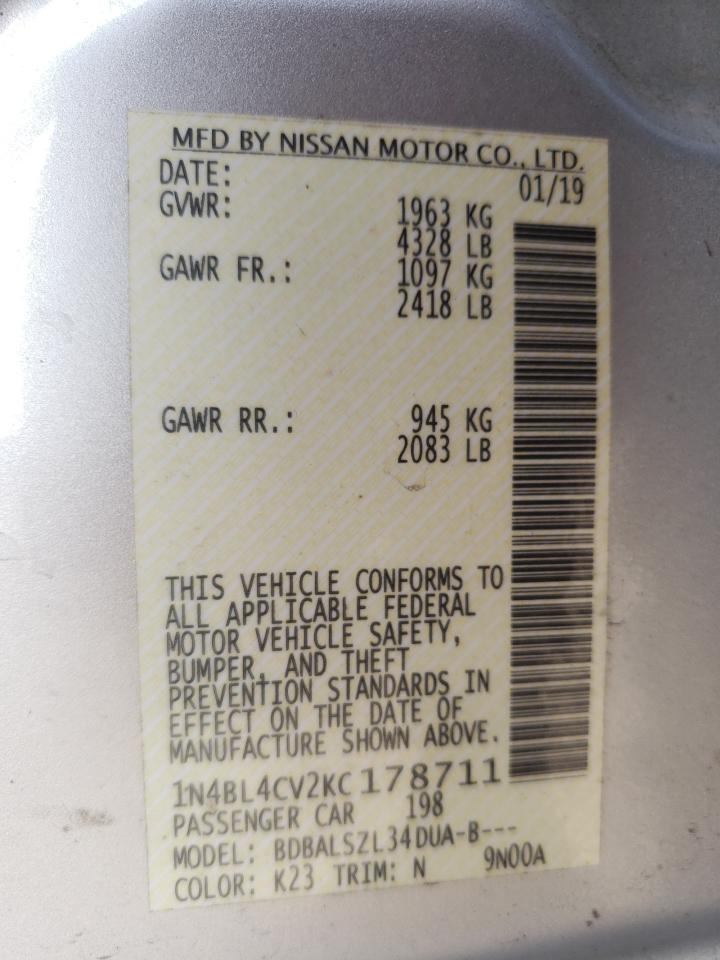 MFD BY NISSAN MOTOR CO., LTD.
DATE: 01/19
GVWR: 1963 KG
4328 LB
GAWR FR.: 1097 KG
2418 LB
GAWR RR.: 945 KG
2083 LB
THIS VEHICLE CONFORMS TO
ALL APPLICABLE FEDERAL
MOTOR VEHICLE SAFETY,
BUMPER, AND THEFT
PREVENTION STANDARDS IN
EFFECT ON THE DATE OF
MANUFACTURE SHOWN ABOVE.
1N4BL4CV2KC178711
PASSENGER CAR 198
MODEL: BDBALSZL34DUA-B---
COLOR: K23 TRIM: N 9N00A